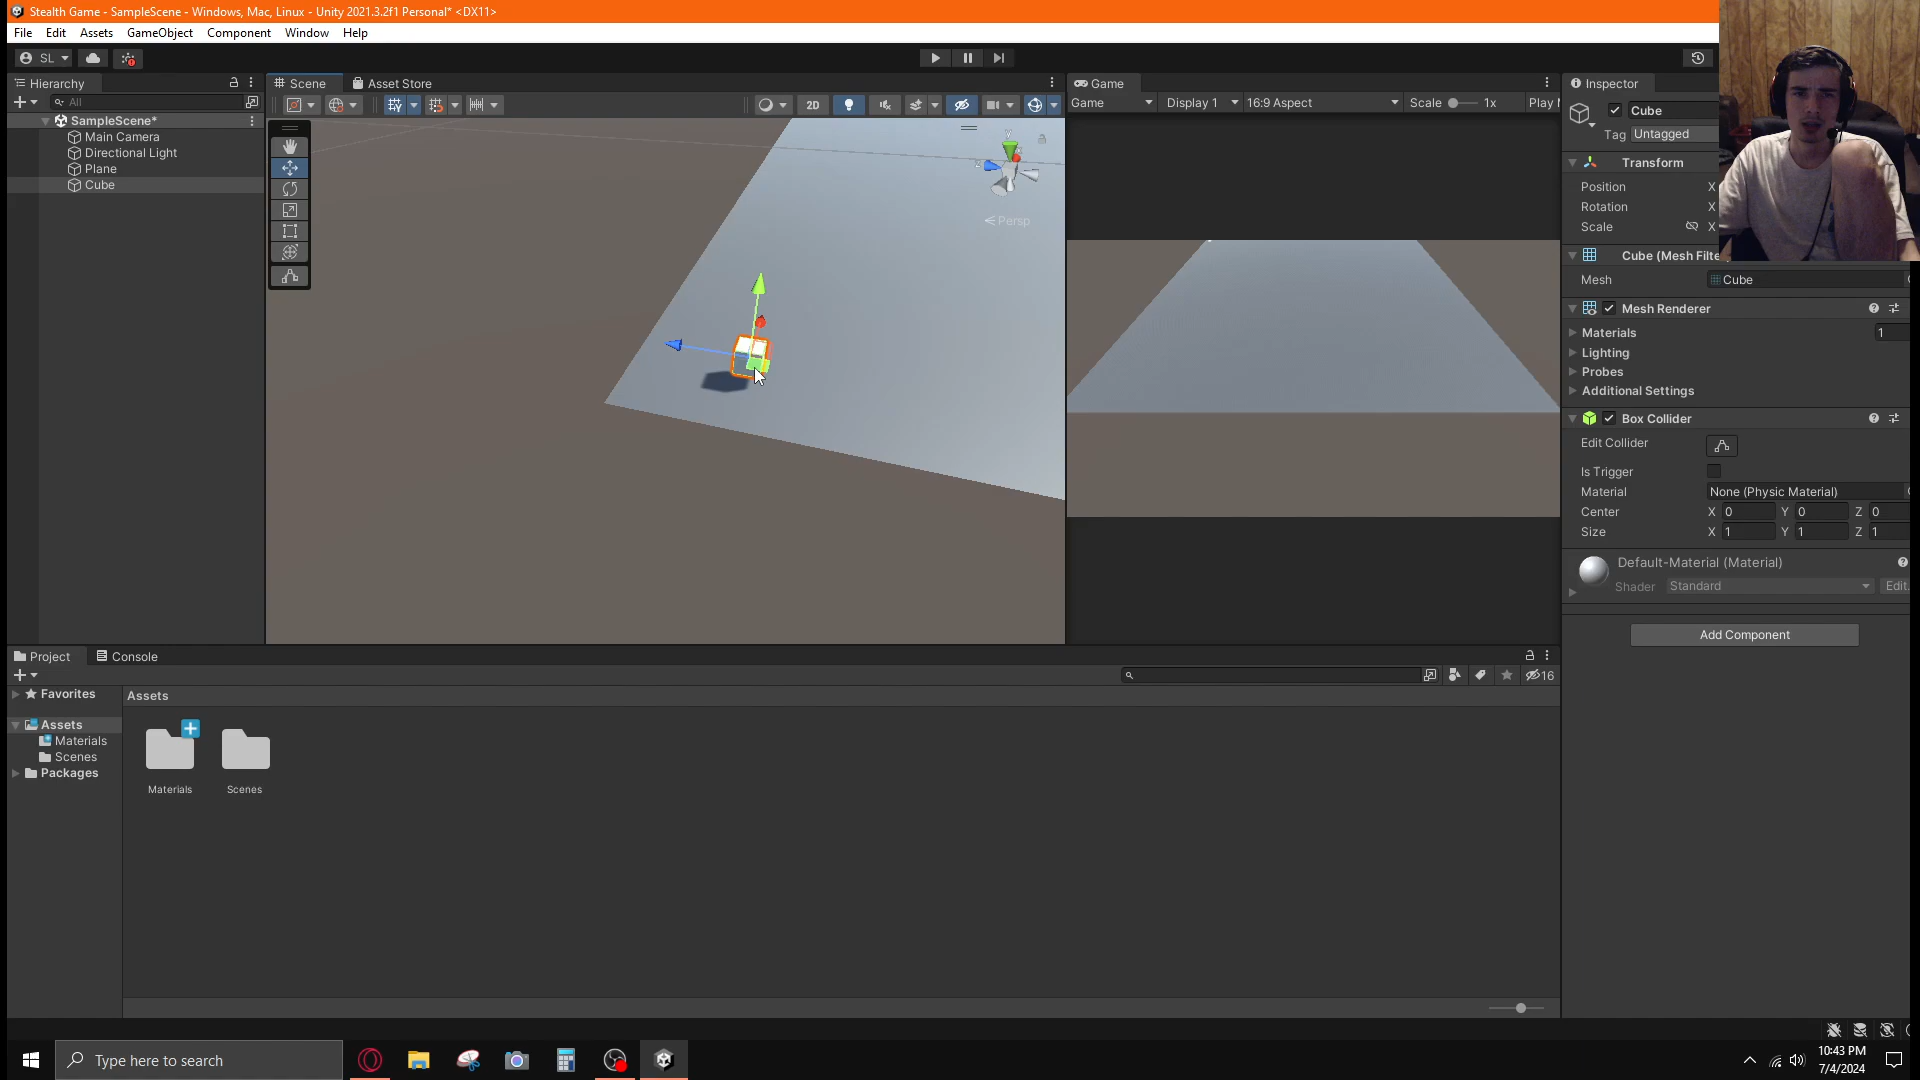 Stealth Game - SampleScene - Windows, Mac, Linux - Unity 2021.3.2f1 Personal* <DX11>
File Edit Assets GameObject Component Window Help
SL
Hierarchy
All
SampleScene*
Main Camera
Directional Light
Plane
Cube
Scene Asset Store
2D
Persp
Game
Game Display 1 16:9 Aspect Scale 1x Play
Inspector
Cube
Tag Untagged
Transform
Position X
Rotation X
Scale X
Cube (Mesh Filte
Mesh Cube
Mesh Renderer
Materials 1
Lighting
Probes
Additional Settings
Box Collider
Edit Collider
Is Trigger
Material None (Physic Material)
Center X 0 Y 0 Z 0
Size X 1 Y 1 Z 1
Default-Material (Material)
Shader Standard Edit.
Add Component
Project Console
16
Favorites
Assets
Materials
Scenes
Packages
Assets
Materials Scenes
Type here to search
10:43 PM
7/4/2024